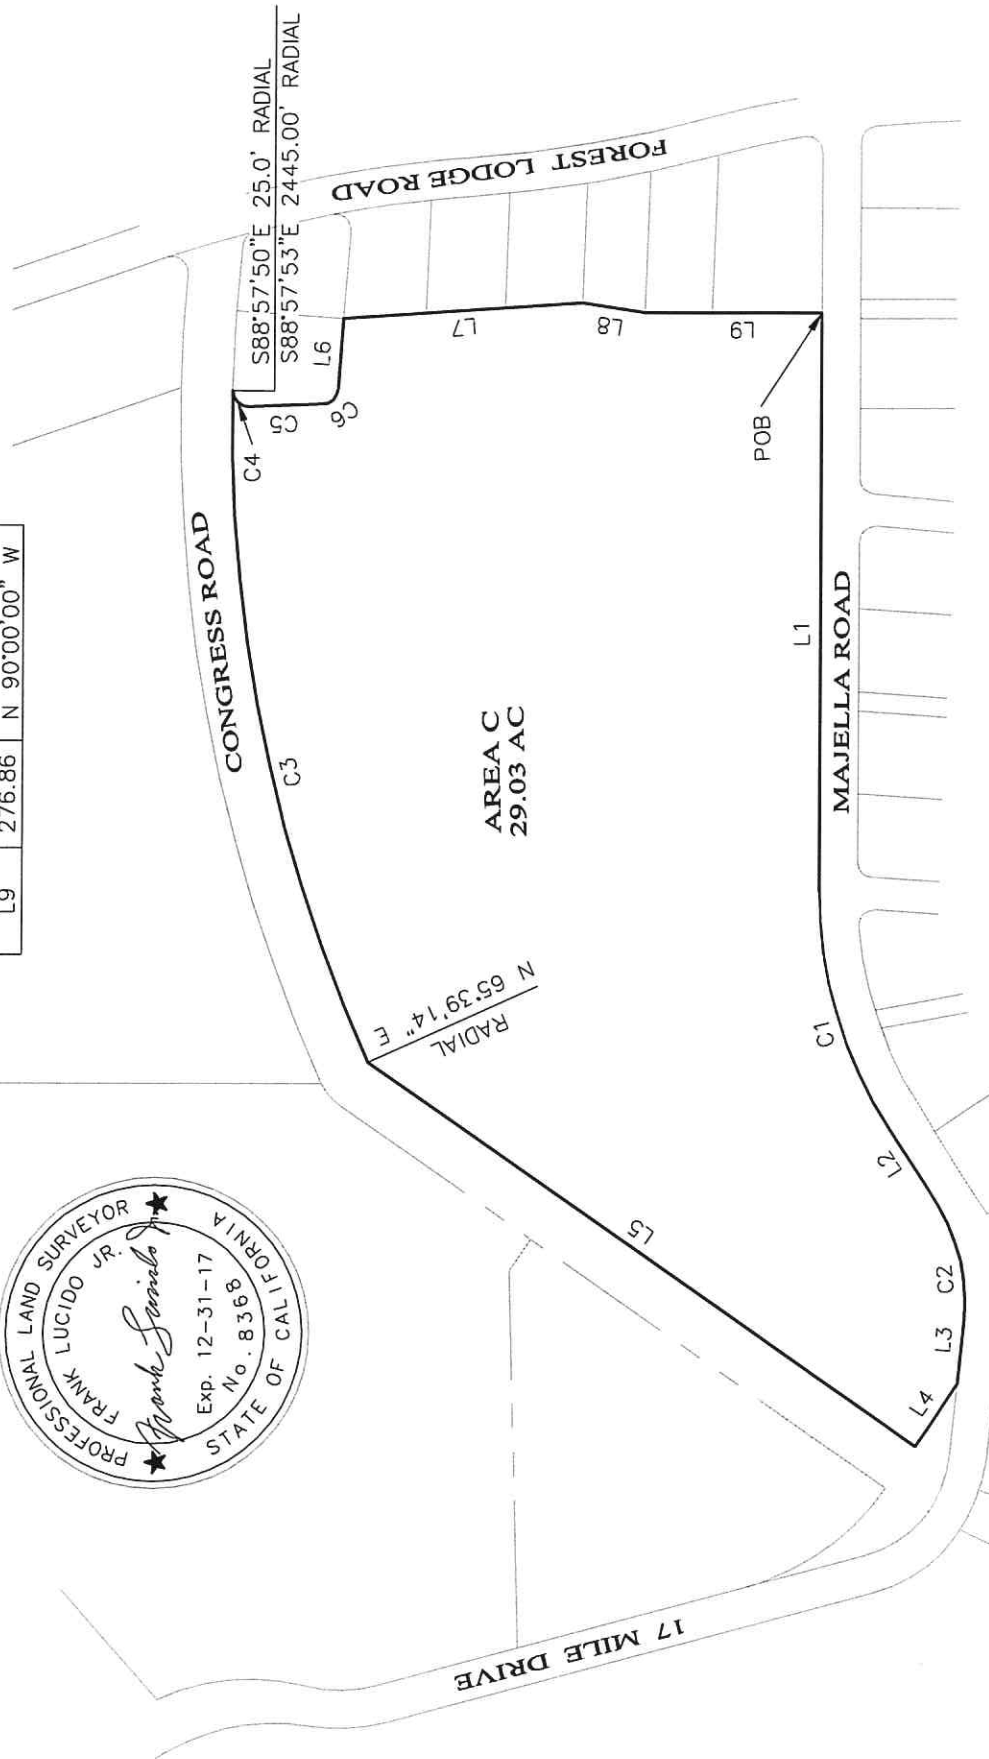 L9 276.86 N 90°00'00" W
PROFESSIONAL LAND SURVEYOR
FRANK LUCIDO JR.
Frank Lucido Jr.
Exp. 12-31-17
No. 8368
STATE OF CALIFORNIA
CONGRESS ROAD
S88°57'50"E 25.0' RADIAL
S88°57'53"E 2445.00' RADIAL
FOREST LODGE ROAD
C3
C4
C5
C6
L6
L7
L8
L9
POB
N 65°39'14" E
RADIAL
AREA C
29.03 AC
L1
MAJELLA ROAD
C1
L2
C2
L3
L4
L5
17 MILE DRIVE